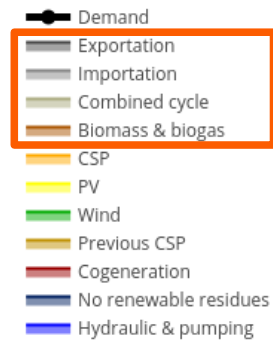 Demand
Exportation
Importation
Combined cycle
Biomass & biogas
CSP
PV
Wind
Previous CSP
Cogeneration
No renewable residues
Hydraulic & pumping